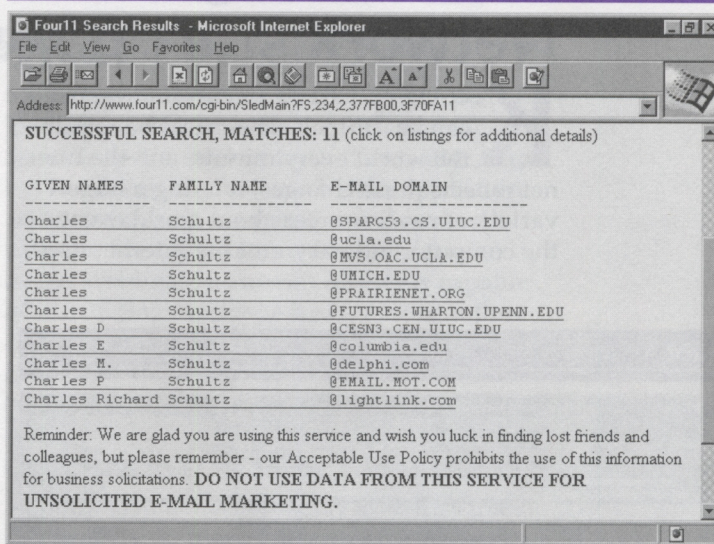 Four11 Search Results - Microsoft Internet Explorer
File Edit View Go Favorites Help
Address: http://www.four11.com/cgi-bin/SledMain?FS,234,2,377FB00,3F70FA11
SUCCESSFUL SEARCH, MATCHES: 11 (click on listings for additional details)
GIVEN NAMES FAMILY NAME E-MAIL DOMAIN
Charles Schultz @SPARC53.CS.UIUC.EDU
Charles Schultz @ucla.edu
Charles Schultz @MVS.OAC.UCLA.EDU
Charles Schultz @UMICH.EDU
Charles Schultz @PRAIRIENET.ORG
Charles Schultz @FUTURES.WHARTON.UPENN.EDU
Charles D Schultz @CESN3.CEN.UIUC.EDU
Charles E Schultz @columbia.edu
Charles M. Schultz @delphi.com
Charles P Schultz @EMAIL.MOT.COM
Charles Richard Schultz @lightlink.com
Reminder: We are glad you are using this service and wish you luck in finding lost friends and
colleagues, but please remember - our Acceptable Use Policy prohibits the use of this information
for business solicitations. DO NOT USE DATA FROM THIS SERVICE FOR
UNSOLICITED E-MAIL MARKETING.